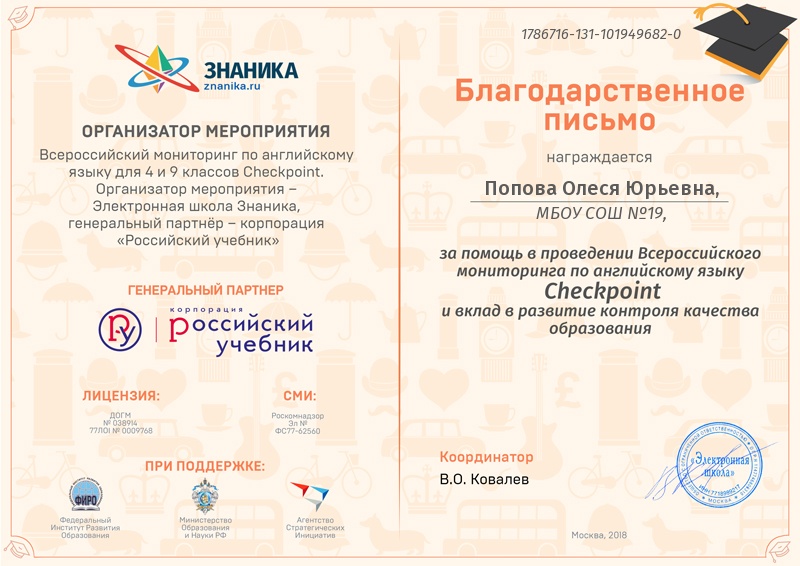 ЗНАНИКА
znanika.ru
ОРГАНИЗАТОР МЕРОПРИЯТИЯ
Всероссийский мониторинг по английскому
языку для 4 и 9 классов Checkpoint.
Организатор мероприятия –
Электронная школа Знаника,
генеральный партнёр – корпорация
«Российский учебник»
ГЕНЕРАЛЬНЫЙ ПАРТНЕР
ру
корпорация
российский
учебник
ЛИЦЕНЗИЯ:
ДОГМ
№ 038914
77ЛОІ № 0009768
СМИ:
Роскомнадзор
Эл №
ФС77-62560
ПРИ ПОДДЕРЖКЕ:
ФИРО
Федеральный
Институт Развития
Образования
Министерство
Образования
и Науки РФ
Агентство
Стратегических
Инициатив
1786716-131-101949682-0
Благодарственное
письмо
награждается
Попова Олеся Юрьевна,
МБОУ СОШ №19,
за помощь в проведении Всероссийского
мониторинга по английскому языку
Checkpoint
и вклад в развитие контроля качества
образования
Координатор
В.О. Ковалев
«Электронная
школа»
МОСКВА
Москва, 2018